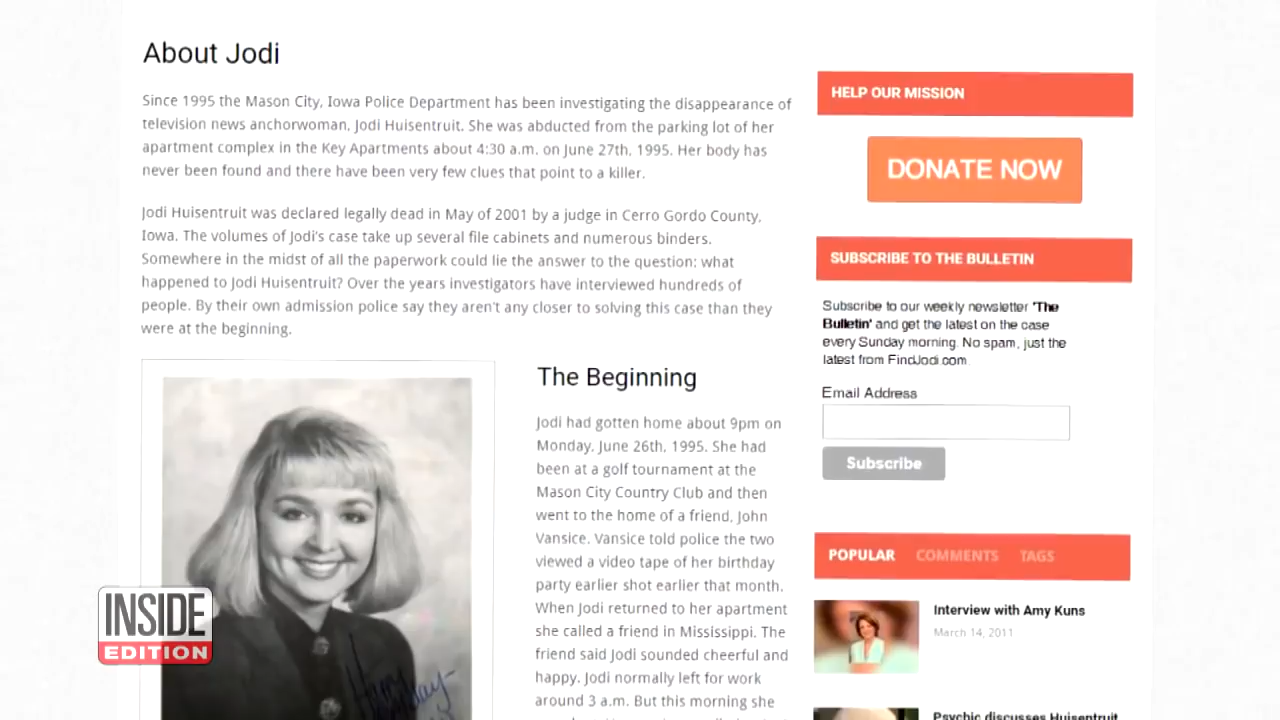 About Jodi
Since 1995 the Mason City, Iowa Police Department has been investigating the disappearance of
television news anchorwoman, Jodi Huisentruit. She was abducted from the parking lot of her
apartment complex in the Key Apartments about 4:30 a.m. on June 27th, 1995. Her body has
never been found and there have been very few clues that point to a killer.
Jodi Huisentruit was declared legally dead in May of 2001 by a judge in Cerro Gordo County,
Iowa. The volumes of Jodi's case take up several file cabinets and numerous binders.
Somewhere in the midst of all the paperwork could lie the answer to the question: what
happened to Jodi Huisentruit? Over the years investigators have interviewed hundreds of
people. By their own admission police say they aren't any closer to solving this case than they
were at the beginning.
The Beginning
Jodi had gotten home about 9pm on
Monday, June 26th, 1995. She had
been at a golf tournament at the
Mason City Country Club and then
went to the home of a friend, John
Vansice. Vansice told police the two
viewed a video tape of her birthday
party earlier shot earlier that month.
When Jodi returned to her apartment
she called a friend in Mississippi. The
friend said Jodi sounded cheerful and
happy. Jodi normally left for work
around 3 a.m. But this morning she
HELP OUR MISSION
DONATE NOW
SUBSCRIBE TO THE BULLETIN
Subscribe to our weekly newsletter 'The
Bulletin' and get the latest on the case
every Sunday morning. No spam, just the
latest from FindJodi.com
Email Address
Subscribe
POPULAR COMMENTS TAGS
Interview with Amy Kuns
March 14, 2011
Psychic discusses Huisentruit
INSIDE
EDITION